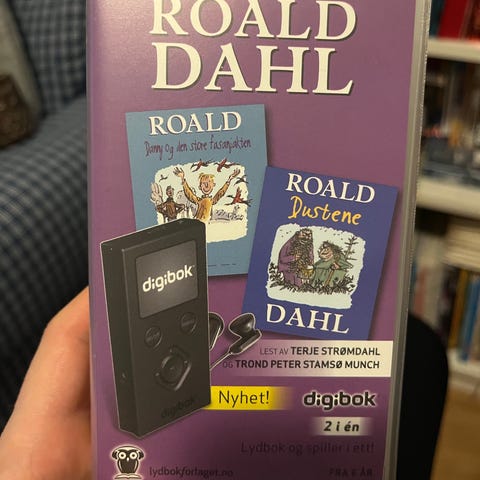 ROALD
DAHL
ROALD
Danny og den store fasanjakten
ROALD
Dustene
DAHL
digibok
digibok
LEST AV TERJE STRØMDAHL
OG TROND PETER STAMSØ MUNCH
Nyhet!
digibok
2 i én
Lydbok og spiller i ett!
lydbokforlaget.no
FRA 6 ÅR